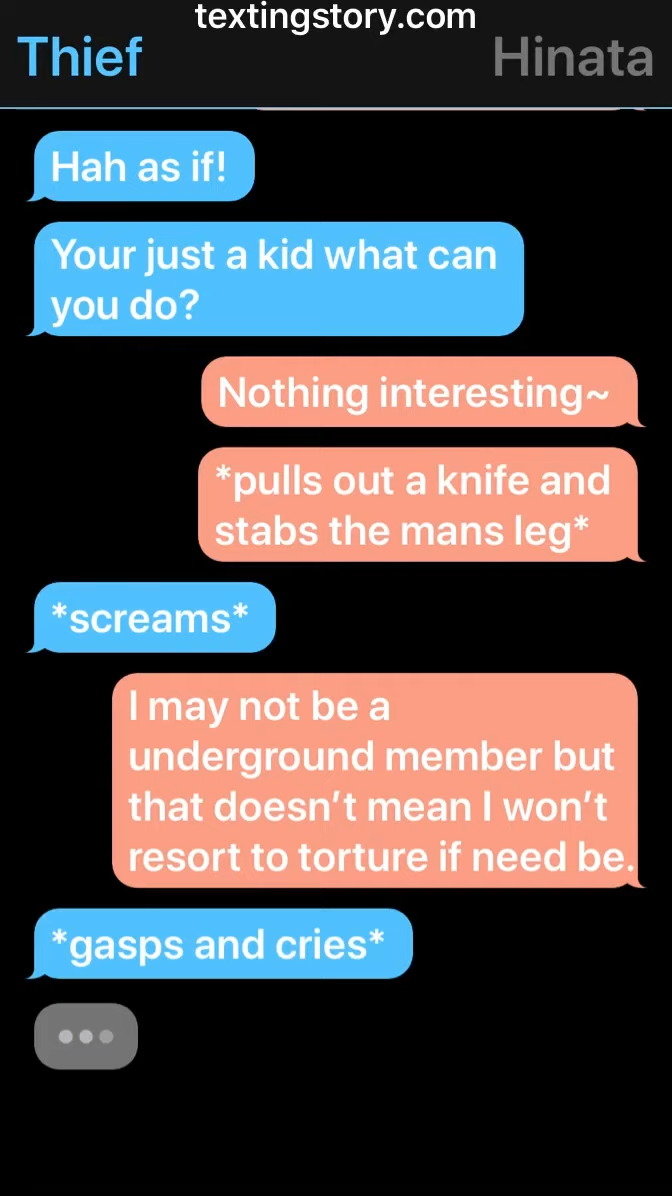 textingstory.com
Thief
Hinata
Hah as if!
Your just a kid what can
you do?
Nothing interesting~
*pulls out a knife and
stabs the mans leg*
*screams*
I may not be a
underground member but
that doesn’t mean I won’t
resort to torture if need be.
*gasps and cries*